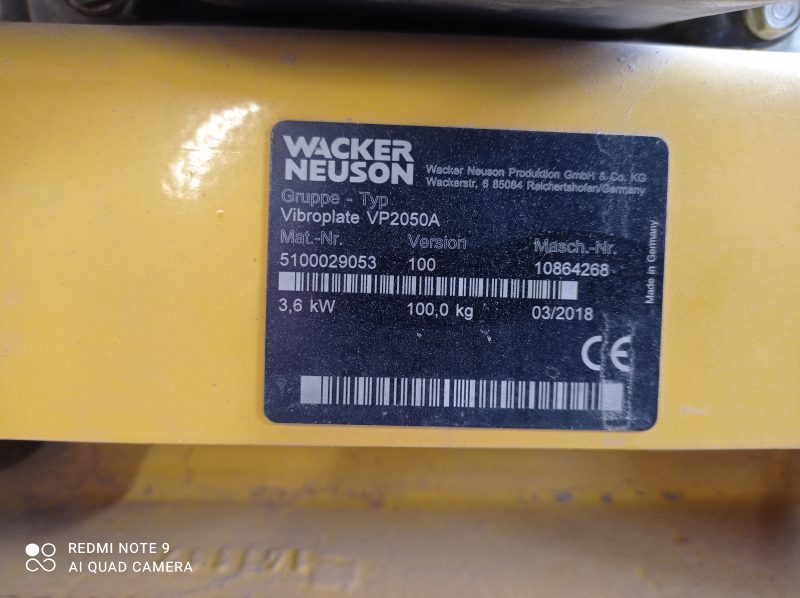 WACKER
NEUSON
Wacker Neuson Produktion GmbH & Co. KG
Wackerstr. 6 85084 Reichertshofen/Germany
Gruppe - Typ
Vibroplate VP2050A
Mat.-Nr. Version Masch.-Nr.
5100029053 100 10864268
3,6 kW 100,0 kg 03/2018
Made in Germany
CE
REDMI NOTE 9
AI QUAD CAMERA